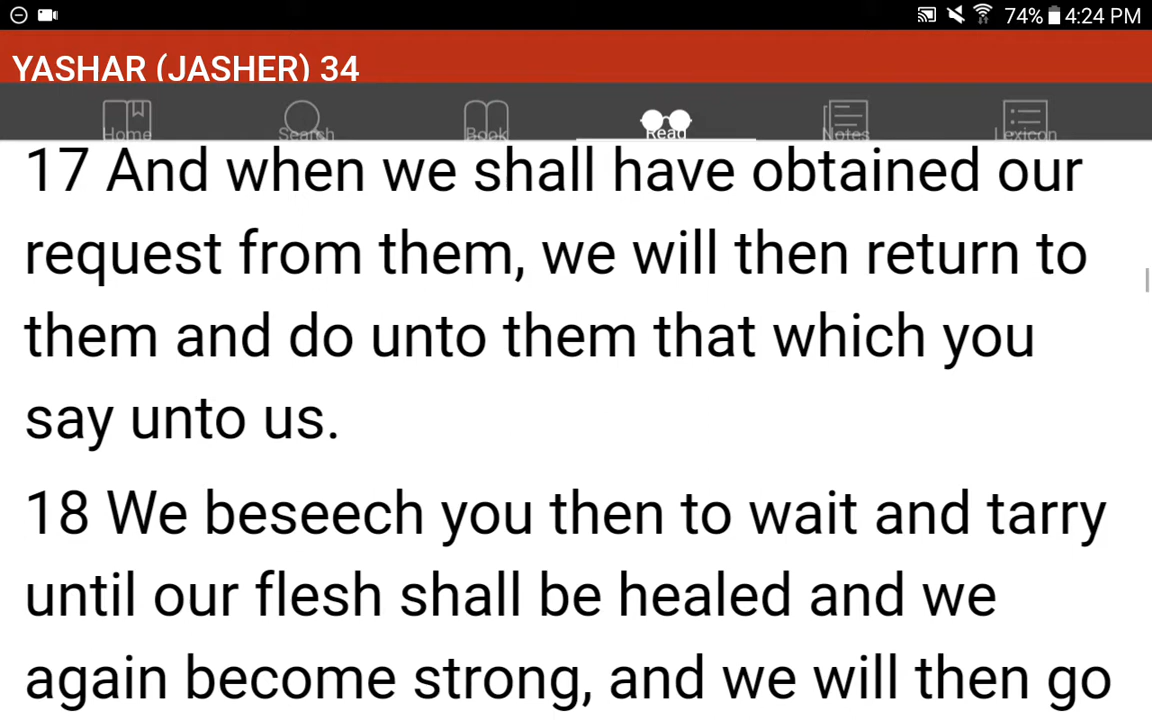 74% 4:24 PM
YASHAR (JASHER) 34
Home Search Book Read Notes Lexicon
17 And when we shall have obtained our
request from them, we will then return to
them and do unto them that which you
say unto us.
18 We beseech you then to wait and tarry
until our flesh shall be healed and we
again become strong, and we will then go